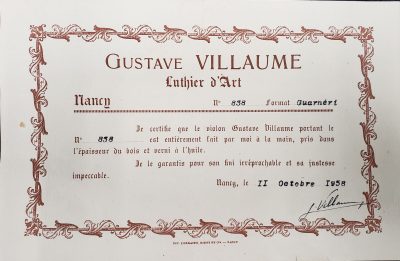 GUSTAVE VILLAUME
Luthier d'Art
Nancy N° 838 Format Guarnéri
Je certifie que le violon Gustave Villaume portant le
N° 838 est entièrement fait par moi à la main, pris dans
l'épaisseur du bois et verni à l'huile.
Je le garantis pour son fini irréprochable et sa justesse
impeccable.
Nancy, le II Octobre 1958
G Villaume